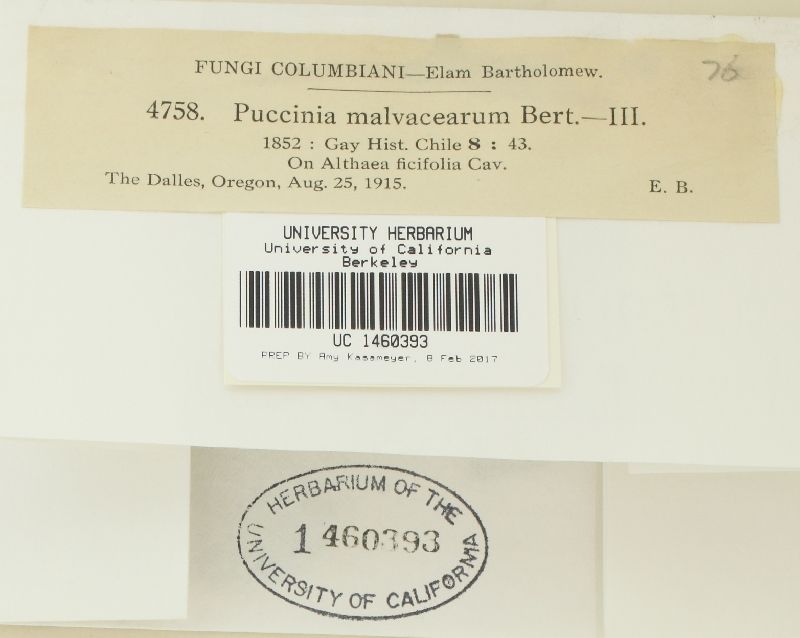 FUNGI COLUMBIANI—Elam Bartholomew.
76
4758. Puccinia malvacearum Bert.—III.
1852 : Gay Hist. Chile 8 : 43.
On Althaea ficifolia Cav.
The Dalles, Oregon, Aug. 25, 1915. E. B.
UNIVERSITY HERBARIUM
University of California
Berkeley
UC 1460393
PREP BY Amy Kasameyer, 8 Feb 2017
HERBARIUM OF THE
1460393
UNIVERSITY OF CALIFORNIA